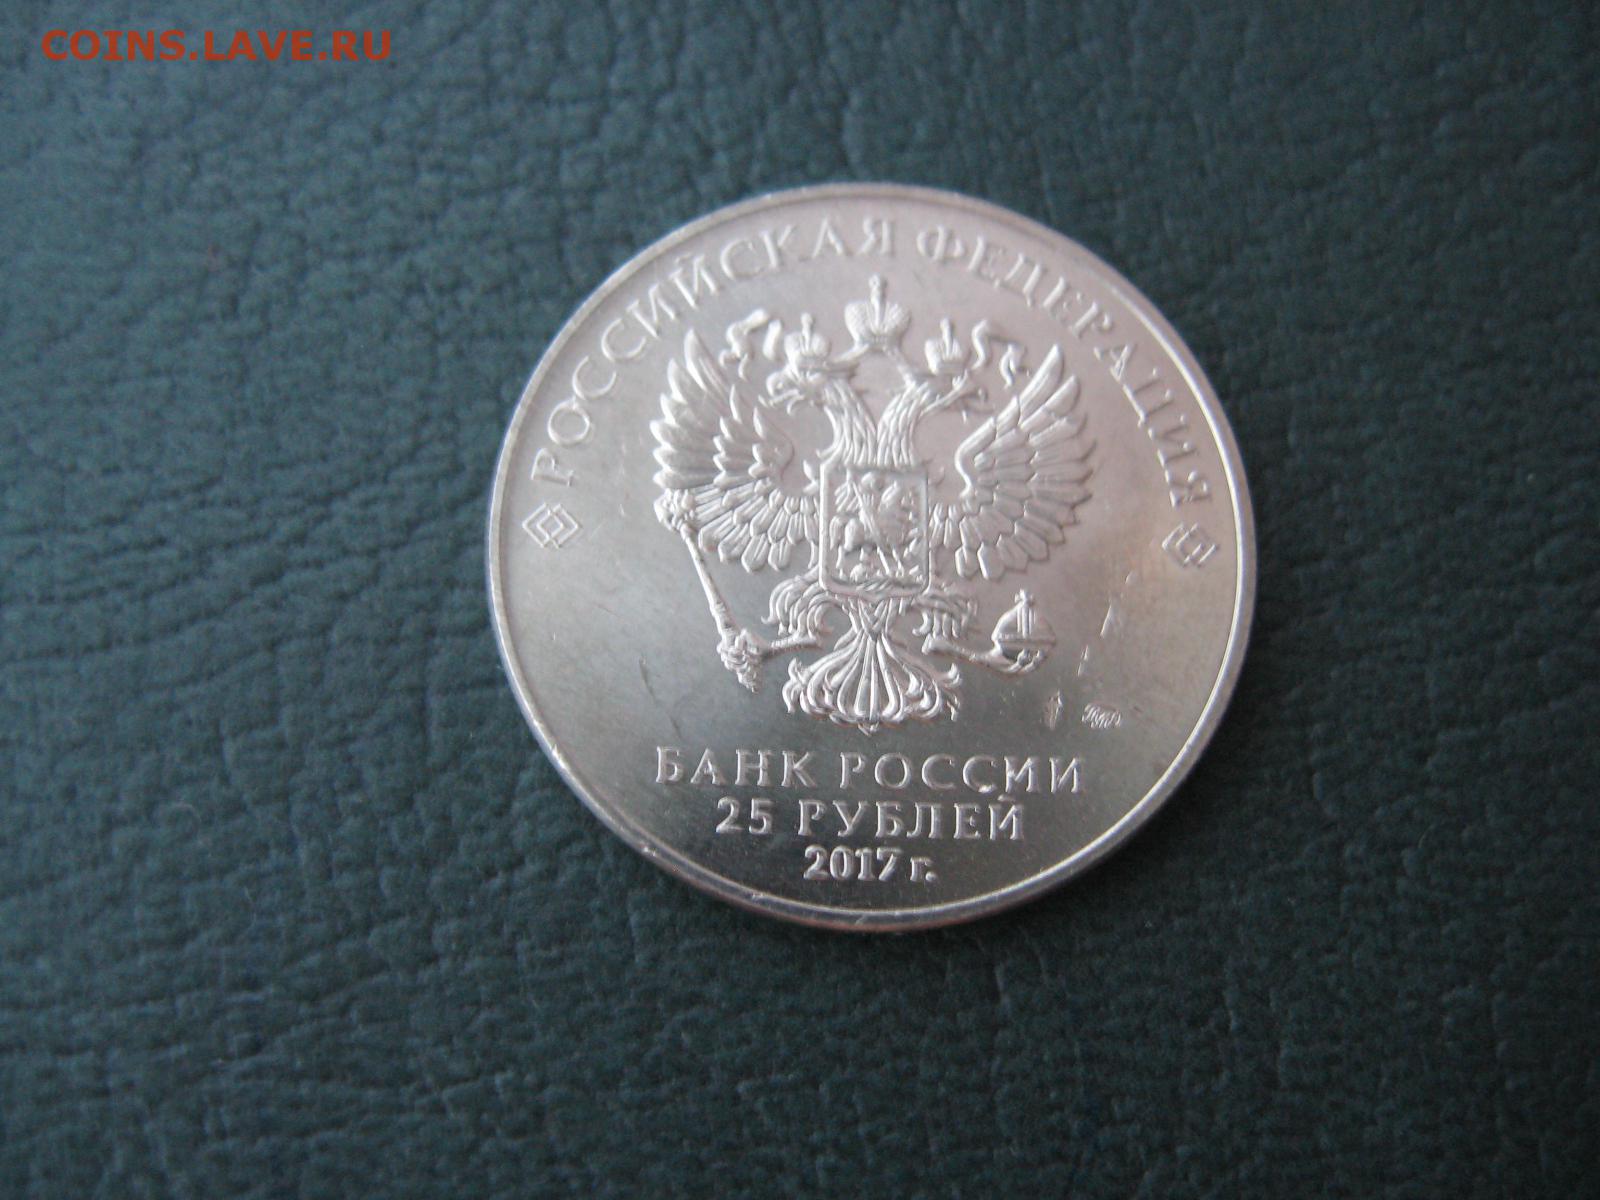 COINS.LAVE.RU
РОССИЙСКАЯ ФЕДЕРАЦИЯ
БАНК РОССИИ
25 РУБЛЕЙ
2017 г.